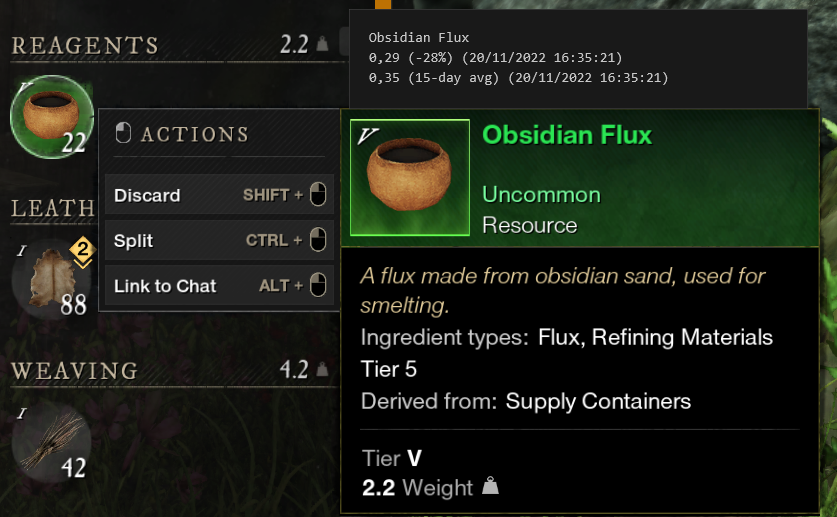 Obsidian Flux
0,29 (-28%) (20/11/2022 16:35:21)
0,35 (15-day avg) (20/11/2022 16:35:21)
REAGENTS 2.2
V
22
ACTIONS
Discard SHIFT +
Split CTRL +
Link to Chat ALT +
LEATH
I
2
88
WEAVING 4.2
I
42
V
Obsidian Flux
Uncommon
Resource
A flux made from obsidian sand, used for
smelting.
Ingredient types: Flux, Refining Materials
Tier 5
Derived from: Supply Containers
Tier V
2.2 Weight